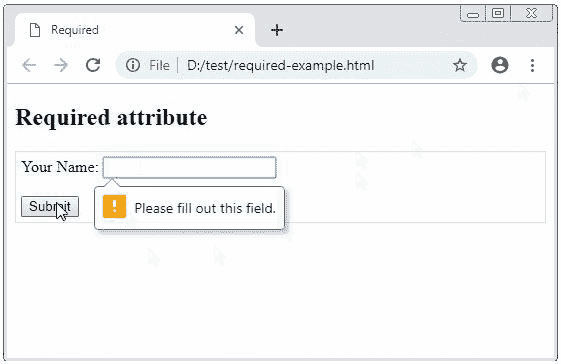 Required
File D:/test/required-example.html
Required attribute
Your Name:
Submit
! Please fill out this field.